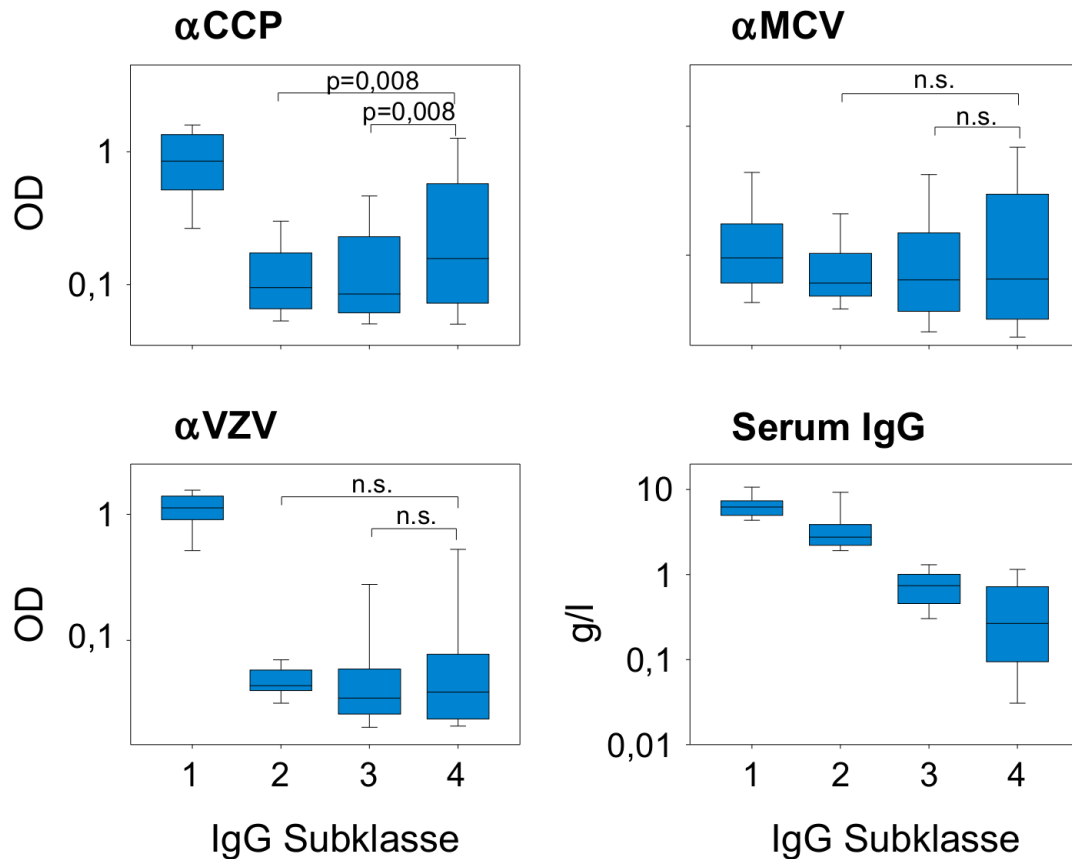 αCCP
αMCV
p=0,008
p=0,008
1
0,1
OD
n.s.
n.s.
αVZV
Serum IgG
n.s.
n.s.
1
0,1
OD
10
1
0,1
0,01
g/l
1 2 3 4
1 2 3 4
IgG Subklasse
IgG Subklasse